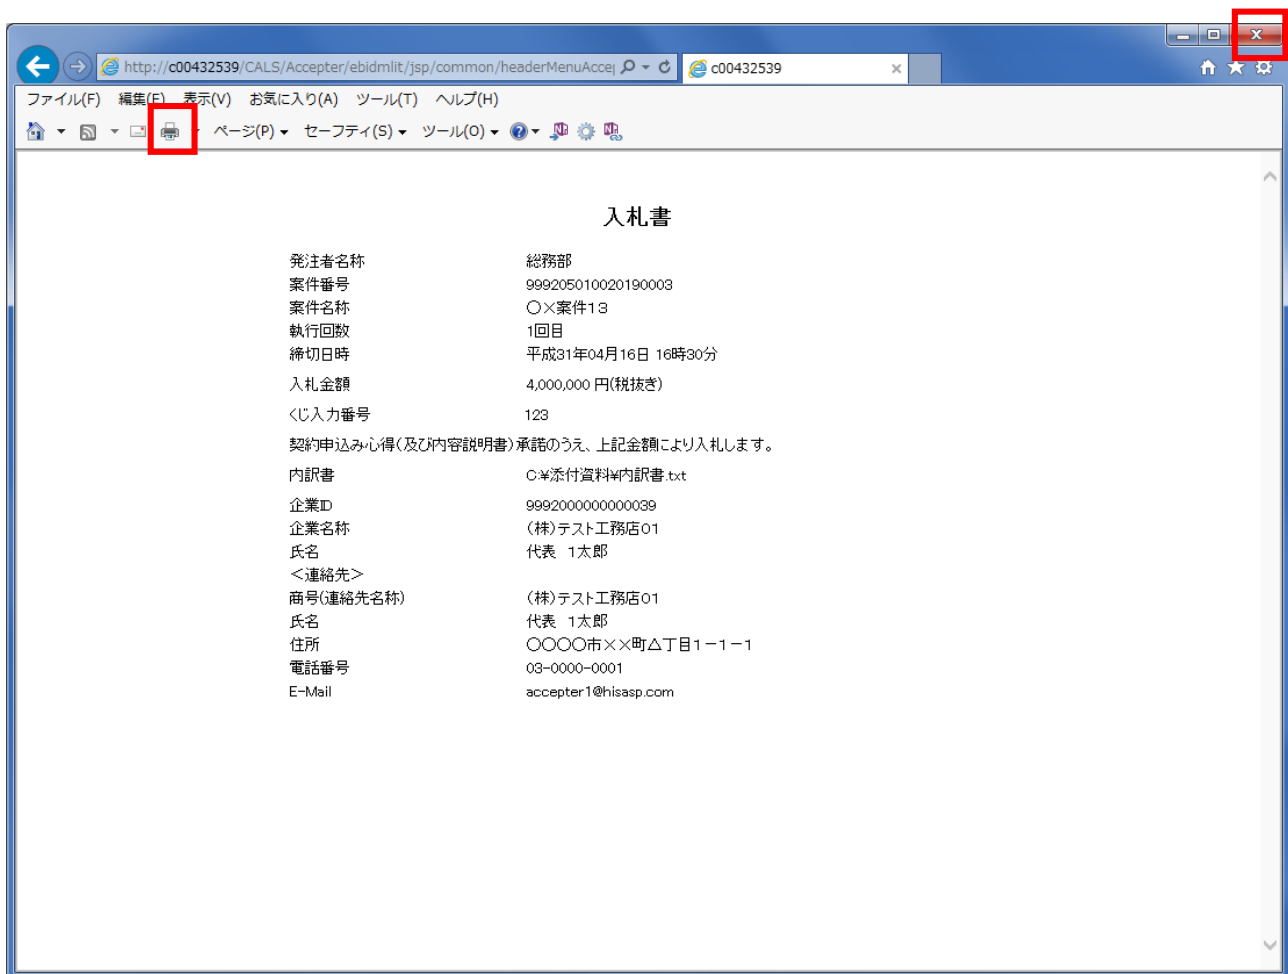 http://c00432539/CALS/Accepter/ebidmlit/jsp/common/headerMenuAccep
c00432539
ファイル(F) 編集(E) 表示(V) お気に入り(A) ツール(T) ヘルプ(H)
ページ(P) セーフティ(S) ツール(O)
入札書
発注者名称 総務部
案件番号 999205010020190003
案件名称 〇×案件13
執行回数 1回目
締切日時 平成31年04月16日 16時30分
入札金額 4,000,000 円(税抜き)
くじ入力番号 123
契約申込み心得(及び内容説明書)承諾のうえ、上記金額により入札します。
内訳書 C:¥添付資料¥内訳書.txt
企業ID 9992000000000039
企業名称 (株)テスト工務店01
氏名 代表 1太郎
<連絡先>
商号(連絡先名称) (株)テスト工務店01
氏名 代表 1太郎
住所 〇〇〇〇市××町△丁目1-1-1
電話番号 03-0000-0001
E-Mail accepter1@hisasp.com